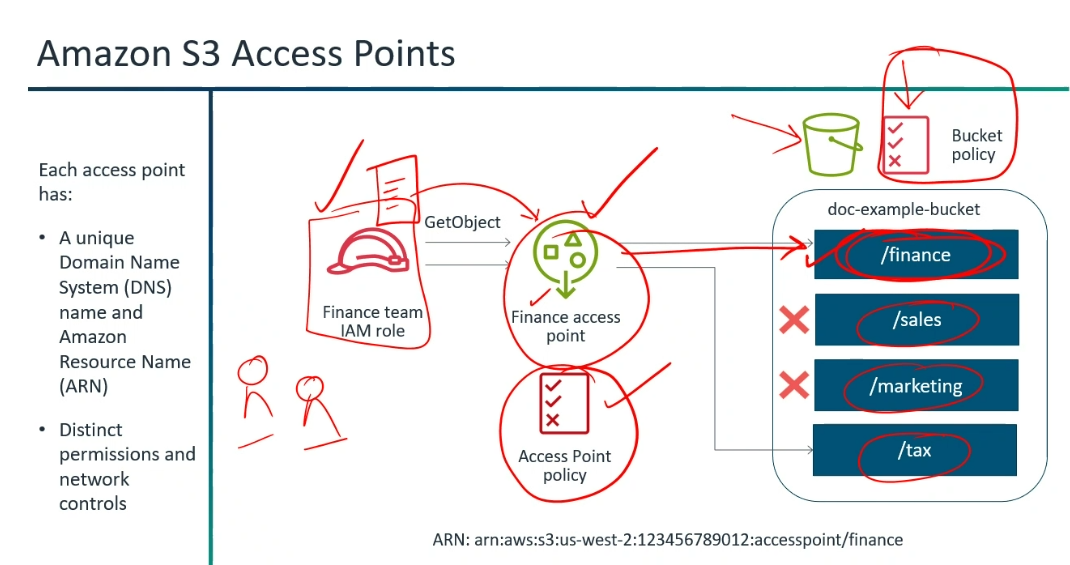 Amazon S3 Access Points
Each access point
has:
• A unique
Domain Name
System (DNS)
name and
Amazon
Resource Name
(ARN)
• Distinct
permissions and
network
controls
Finance team
IAM role
GetObject
Finance access
point
Access Point
policy
Bucket
policy
doc-example-bucket
/finance
/sales
/marketing
/tax
ARN: arn:aws:s3:us-west-2:123456789012:accesspoint/finance